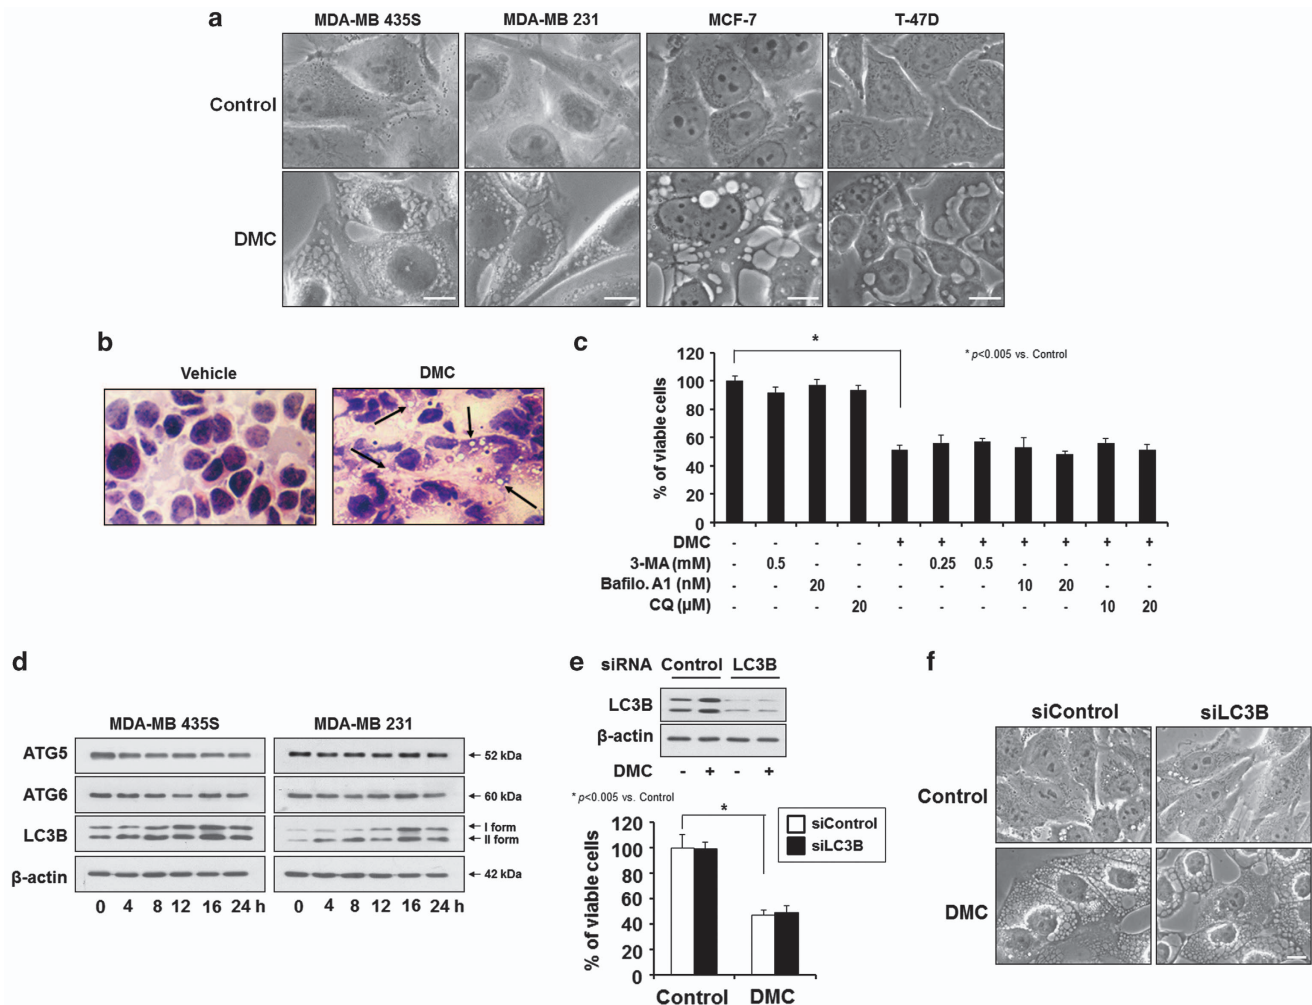 a
MDA-MB 435S MDA-MB 231 MCF-7 T-47D
Control
DMC
b
Vehicle DMC
c
* p<0.005 vs. Control
*
% of viable cells
120
100
80
60
40
20
0
DMC - - - - + + + + + + +
3-MA (mM) - 0.5 - - - 0.25 0.5 - - - -
Bafilo. A1 (nM) - - 20 - - - - 10 20 - -
CQ (µM) - - - 20 - - - - - 10 20
d
MDA-MB 435S MDA-MB 231
ATG5 ← 52 kDa
ATG6 ← 60 kDa
LC3B ← I form
← II form
β-actin ← 42 kDa
0 4 8 12 16 24 h 0 4 8 12 16 24 h
e
siRNA Control LC3B
LC3B
β-actin
DMC - + - +
* p<0.005 vs. Control
*
siControl
siLC3B
% of viable cells
120
100
80
60
40
20
0
Control DMC
f
siControl siLC3B
Control
DMC